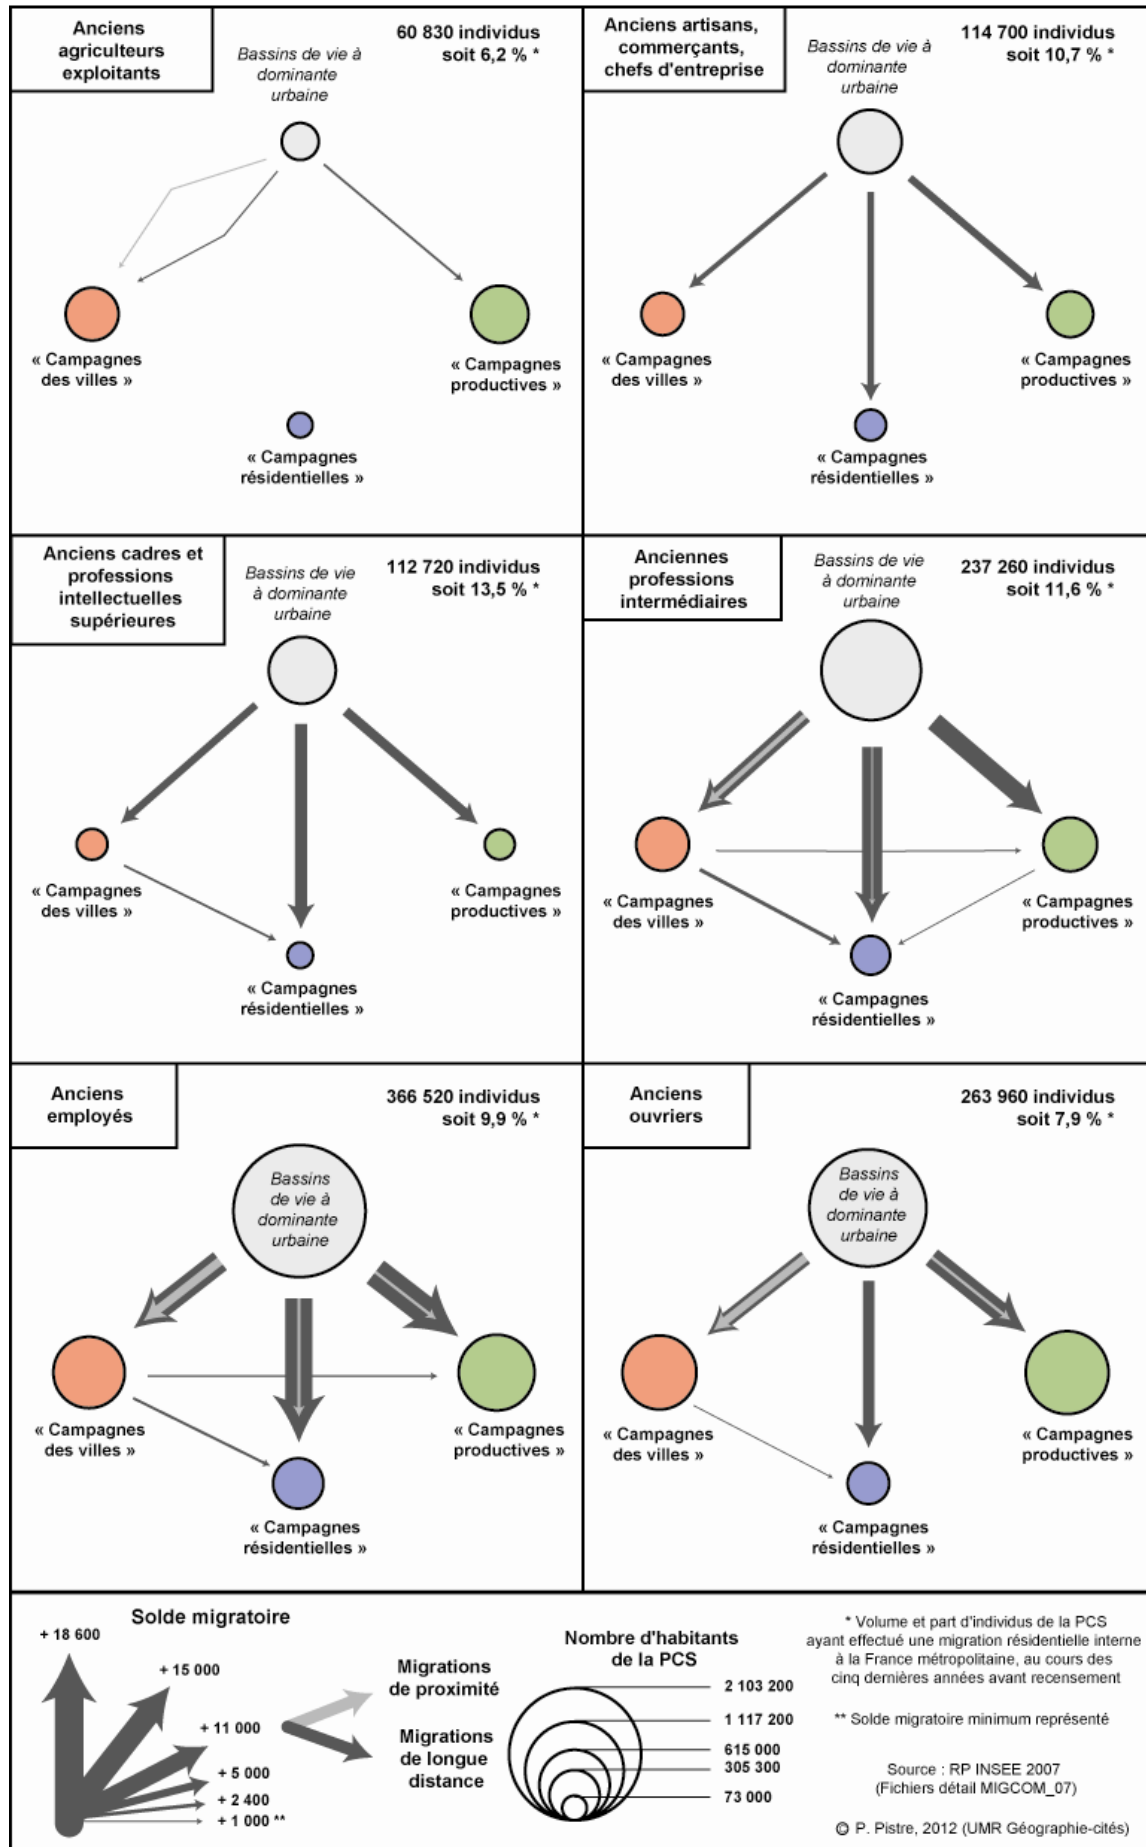 Anciens
agriculteurs
exploitants
60 830 individus
soit 6,2 % *
Bassins de vie à
dominante
urbaine
« Campagnes
des villes »
« Campagnes
productives »
« Campagnes
résidentielles »
Anciens artisans,
commerçants,
chefs d'entreprise
114 700 individus
soit 10,7 % *
Bassins de vie à
dominante
urbaine
« Campagnes
des villes »
« Campagnes
productives »
« Campagnes
résidentielles »
Anciens cadres et
professions
intellectuelles
supérieures
112 720 individus
soit 13,5 % *
Bassins de vie
à dominante
urbaine
« Campagnes
des villes »
« Campagnes
productives »
« Campagnes
résidentielles »
Anciennes
professions
intermédiaires
237 260 individus
soit 11,6 % *
Bassins de vie
à dominante
urbaine
« Campagnes
des villes »
« Campagnes
productives »
« Campagnes
résidentielles »
Anciens
employés
366 520 individus
soit 9,9 % *
Bassins
de vie à
dominante
urbaine
« Campagnes
des villes »
« Campagnes
productives »
« Campagnes
résidentielles »
Anciens
ouvriers
263 960 individus
soit 7,9 % *
Bassins
de vie à
dominante
urbaine
« Campagnes
des villes »
« Campagnes
productives »
« Campagnes
résidentielles »
Solde migratoire
+ 18 600
+ 15 000
+ 11 000
+ 5 000
+ 2 400
+ 1 000 **
Migrations
de proximité
Migrations
de longue
distance
Nombre d'habitants
de la PCS
2 103 200
1 117 200
615 000
305 300
73 000
* Volume et part d'individus de la PCS
ayant effectué une migration résidentielle interne
à la France métropolitaine, au cours des
cinq dernières années avant recensement
** Solde migratoire minimum représenté
Source : RP INSEE 2007
(Fichiers détail MIGCOM_07)
© P. Pistre, 2012 (UMR Géographie-cités)